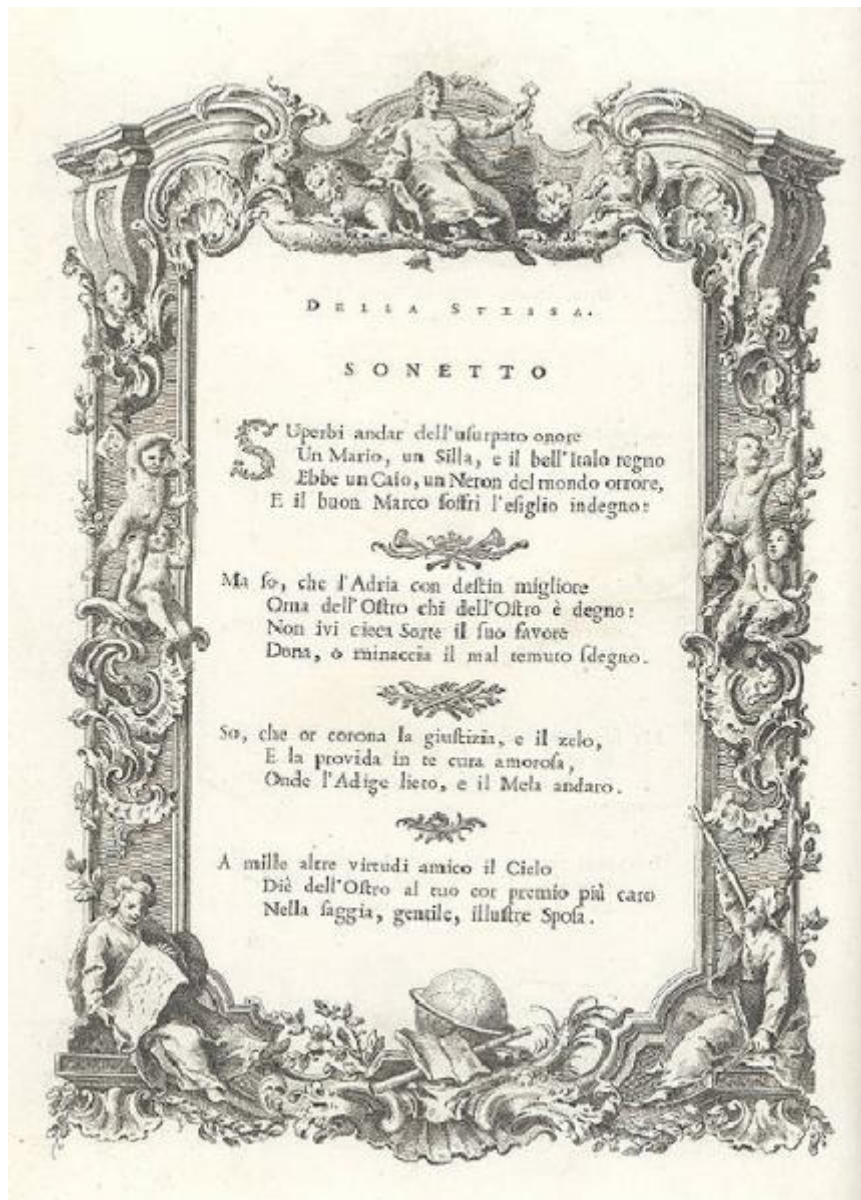 DELLA STESSA.
SONETTO
SUperbi andar dell'uſurpato onore
Un Mario, un Silla, e il bell'Italo regno
Ebbe un Caio, un Neron del mondo orrore,
E il buon Marco ſoffrì l'eſiglio indegno:
Ma ſo, che l'Adria con deſtin migliore
Orna dell'Oſtro chi dell'Oſtro è degno:
Non ivi cieca Sorte il ſuo favore
Dona, o minaccia il mal temuto ſdegno.
So, che or corona la giuſtizia, e il zelo,
E la provida in te cura amoroſa,
Onde l'Adige lieto, e il Mela andaro.
A mille altre virtudi amico il Cielo
Diè dell'Oſtro al tuo cor premio più caro
Nella ſaggia, gentile, illuſtre Spoſa.